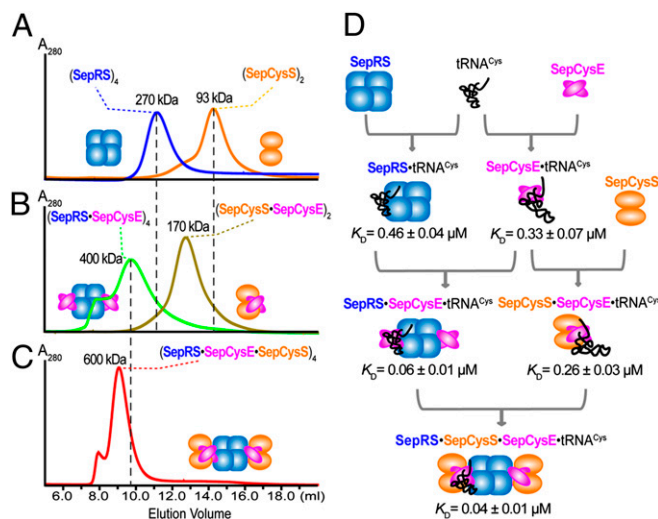 A
A280
(SepRS)4
270 kDa
93 kDa
(SepCysS)2
B
A280
(SepRS•SepCysE)4
400 kDa
170 kDa
(SepCysS•SepCysE)2
C
A280
600 kDa
(SepRS•SepCysE•SepCysS)4
6.0 8.0 10.0 12.0 14.0 16.0 18.0 (ml)
Elution Volume
D
SepRS
tRNACys
SepCysE
SepRS•tRNACys
SepCysE•tRNACys
SepCysS
KD= 0.46 ± 0.04 µM
KD= 0.33 ± 0.07 µM
SepRS•SepCysE•tRNACys
SepCysS•SepCysE•tRNACys
KD= 0.06 ± 0.01 µM
KD= 0.26 ± 0.03 µM
SepRS•SepCysS•SepCysE•tRNACys
KD= 0.04 ± 0.01 µM